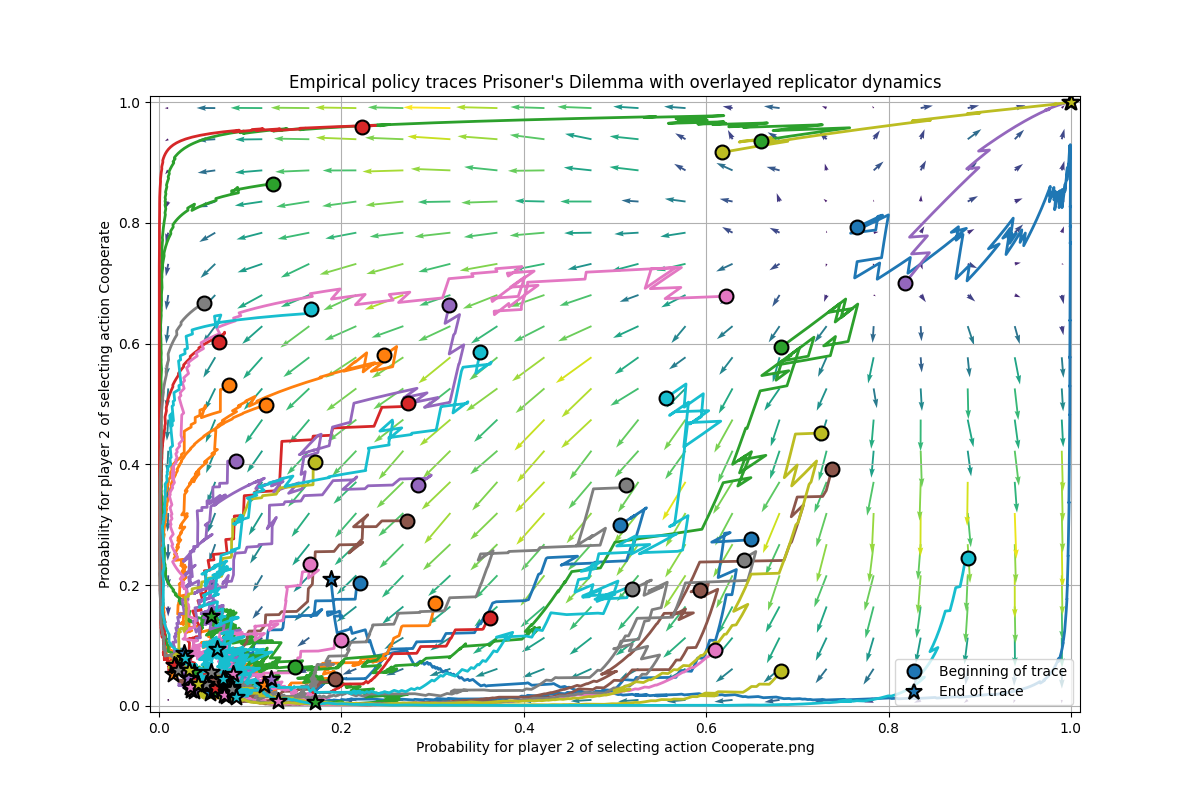 Empirical policy traces Prisoner's Dilemma with overlayed replicator dynamics
1.0
0.8
0.6
0.4
0.2
0.0
Probability for player 2 of selecting action Cooperate
Beginning of trace
End of trace
0.0 0.2 0.4 0.6 0.8 1.0
Probability for player 2 of selecting action Cooperate.png